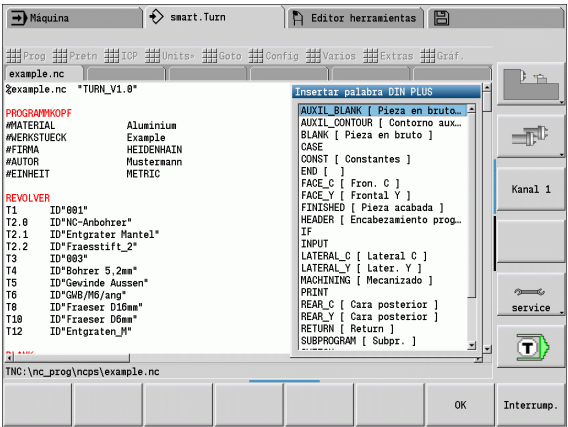 Máquina
smart.Turn
Editor herramientas
Prog
Pretn
ICP
Units»
Goto
Config
Varios
Extras
Gráf.
example.nc
%example.nc "TURN_V1.0"
PROGRAMMKOPF
#MATERIAL Aluminium
#WERKSTUECK Example
#FIRMA HEIDENHAIN
#AUTOR Mustermann
#EINHEIT METRIC
REVOLVER
T1 ID"001"
T2.0 ID"NC-Anbohrer"
T2.1 ID"Entgrater Mantel"
T2.2 ID"Fraesstift_2"
T3 ID"003"
T4 ID"Bohrer 5,2mm"
T5 ID"Gewinde Aussen"
T6 ID"GWB/M6/ang"
T8 ID"Fraeser D16mm"
T10 ID"Fraeser D6mm"
T12 ID"Entgraten_M"
Insertar palabra DIN PLUS
AUXIL_BLANK [ Pieza en bruto…
AUXIL_CONTOUR [ Contorno aux…
BLANK [ Pieza en bruto ]
CASE
CONST [ Constantes ]
END [ ]
FACE_C [ Fron. C ]
FACE_Y [ Frontal Y ]
FINISHED [ Pieza acabada ]
HEADER [ Encabezamiento prog…
IF
INPUT
LATERAL_C [ Lateral C ]
LATERAL_Y [ Later. Y ]
MACHINING [ Mecanizado ]
PRINT
REAR_C [ Cara posterior ]
REAR_Y [ Cara posterior ]
RETURN [ Return ]
SUBPROGRAM [ Subpr. ]
Kanal 1
service
T
TNC:\nc_prog\ncps\example.nc
OK
Interrump.